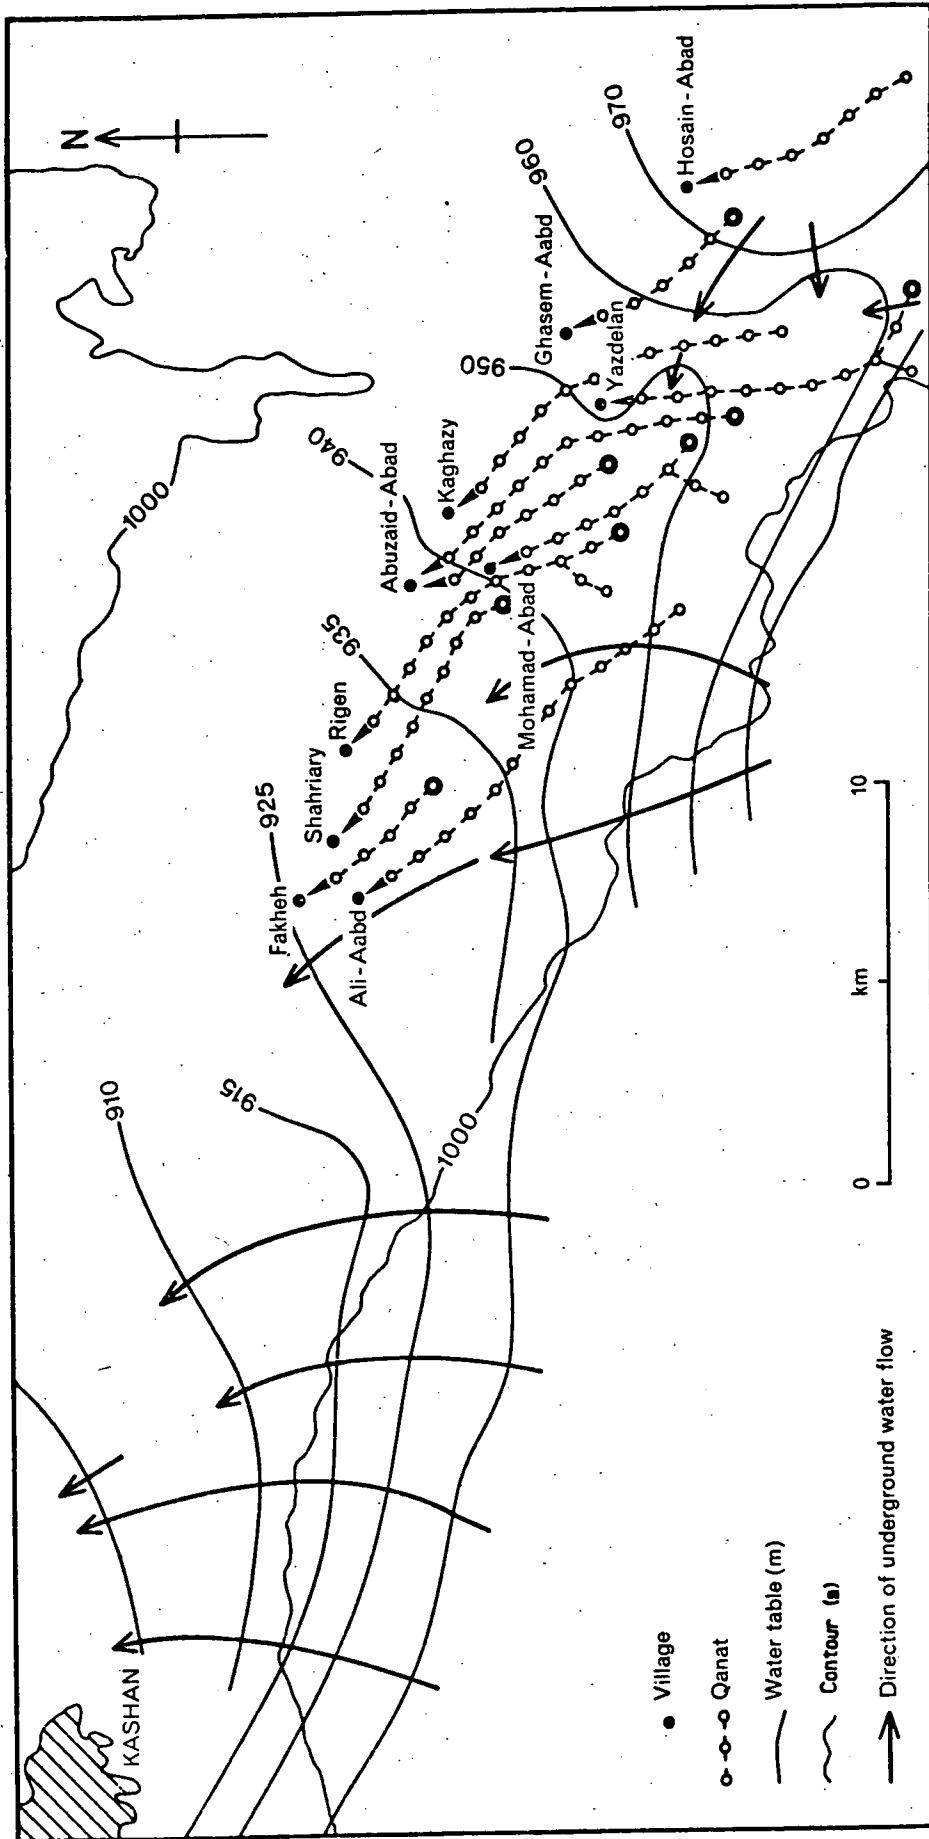 N
1000
970
960
950
940
935
925
915
910
1000
Hosain-Abad
Ghasem-Aabd
Yazdelan
Kaghazy
Abuzaid-Abad
Mohamad-Abad
Rigen
Shahriary
Fakheh
Ali-Aabd
KASHAN
Village
Qanat
Water table (m)
Contour (m)
Direction of underground water flow
0
km
10